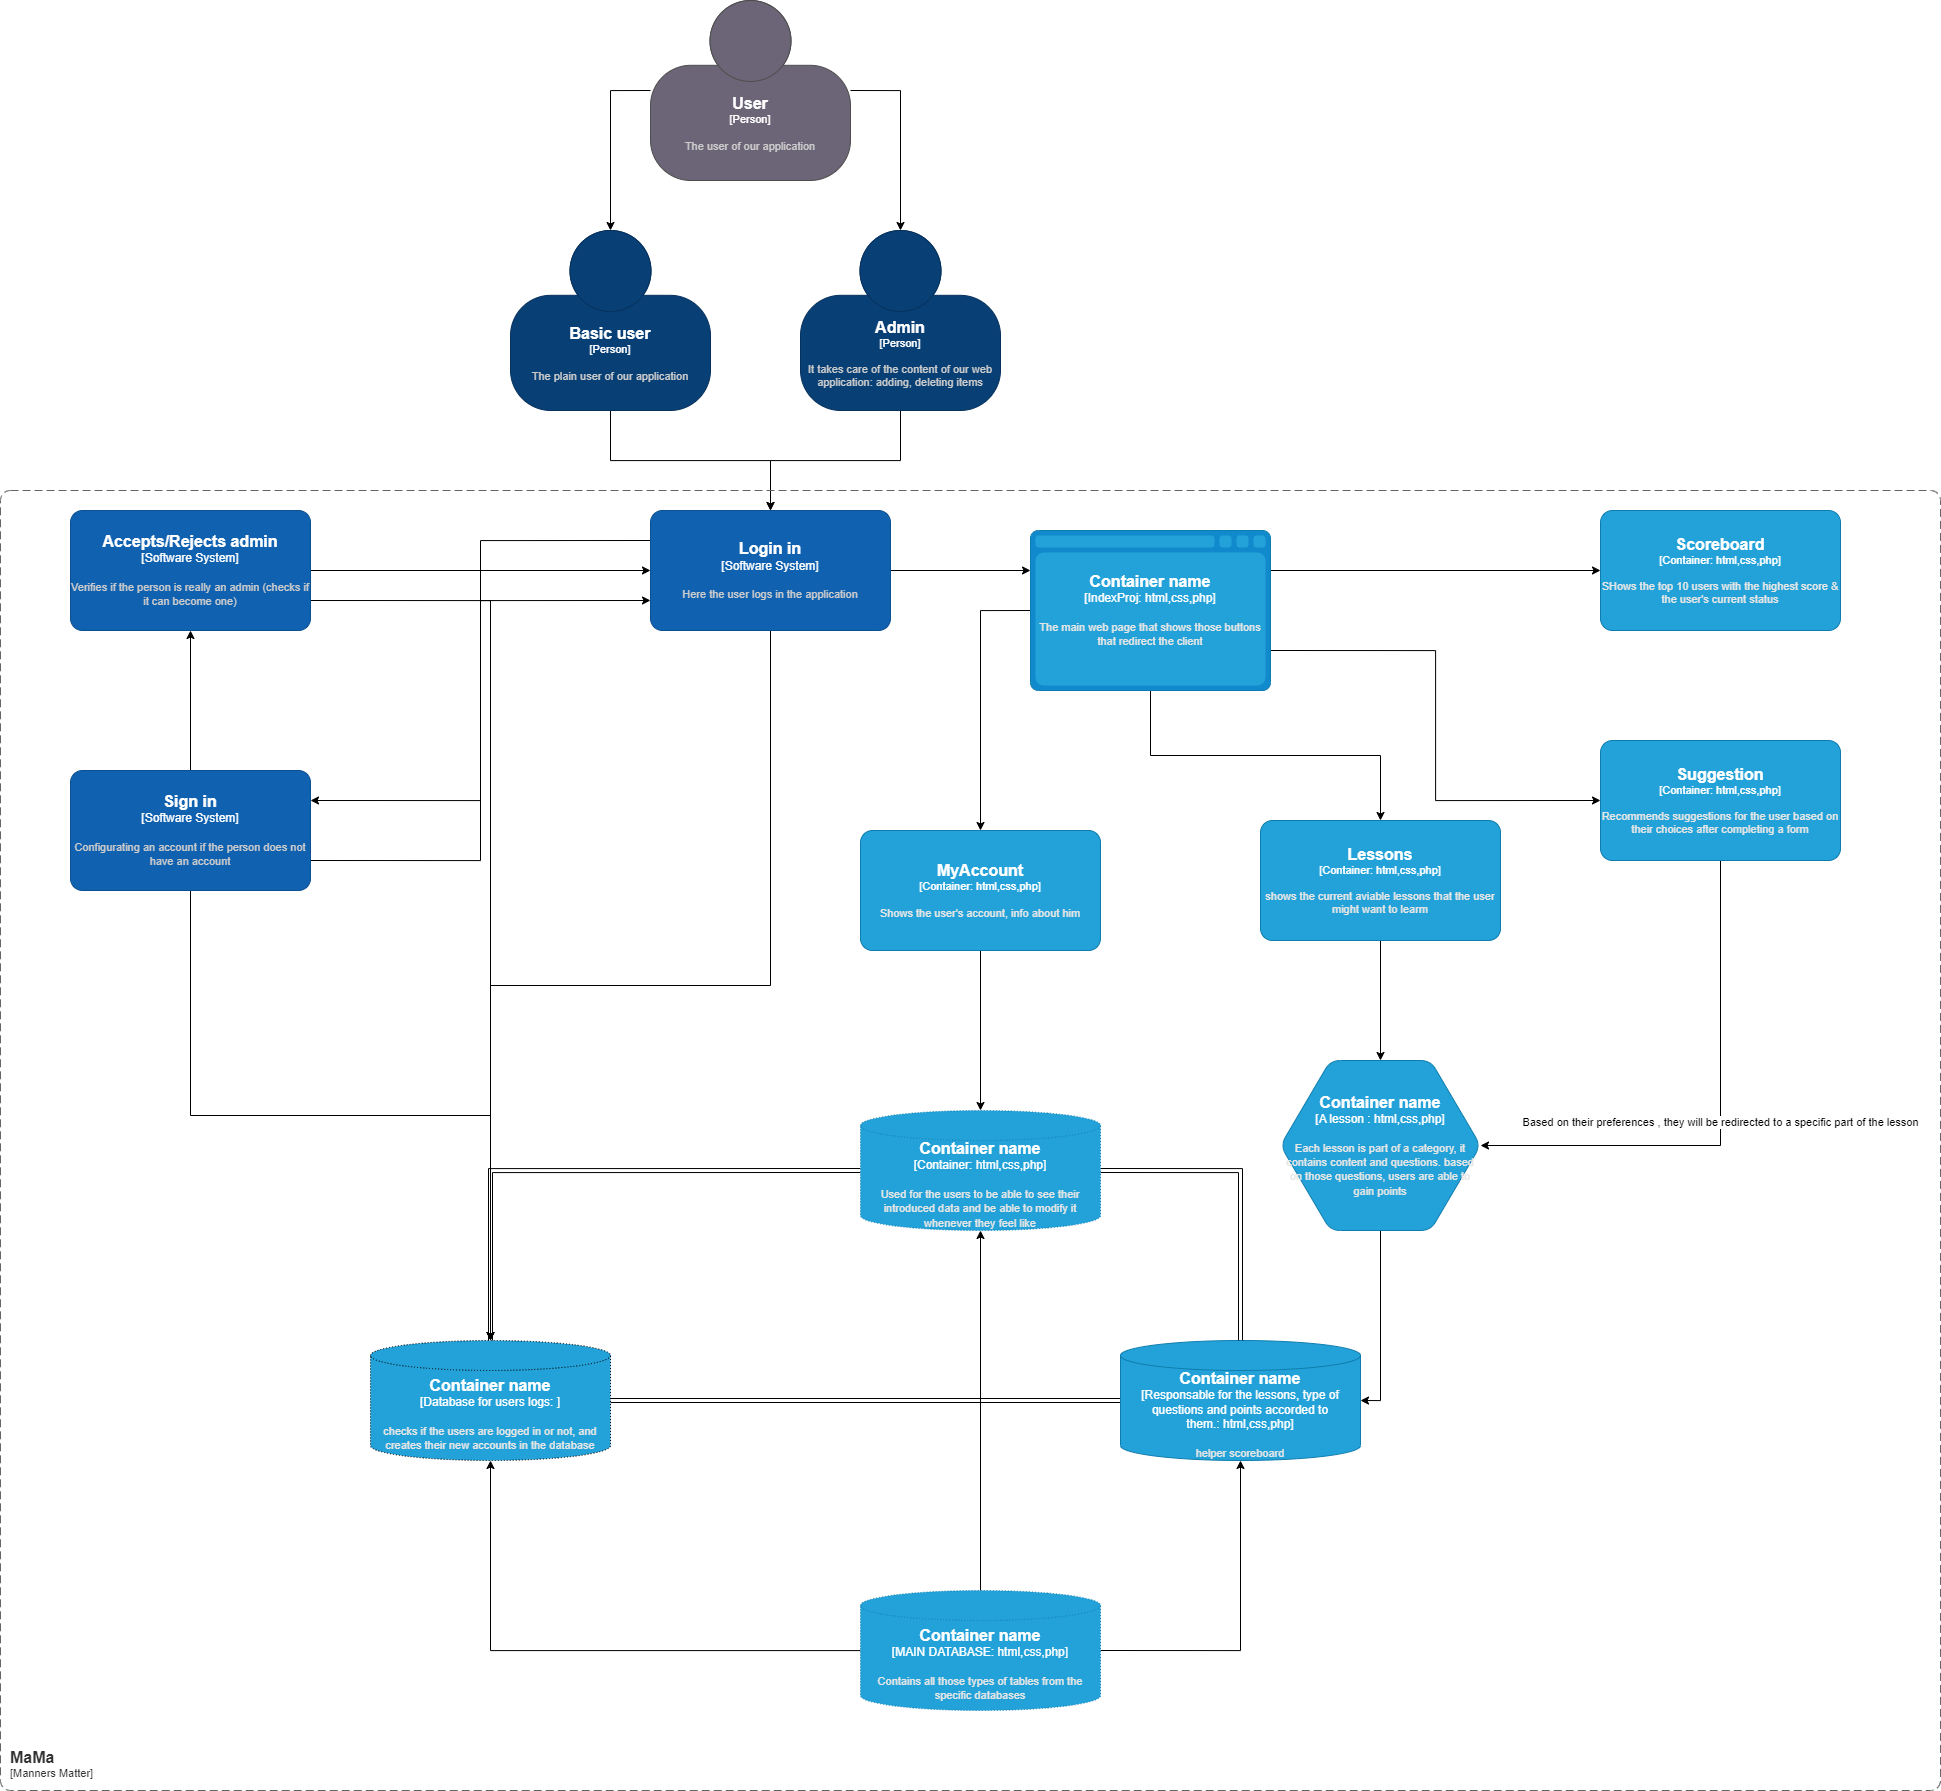 User
[Person]
The user of our application
Basic user
[Person]
The plain user of our application
Admin
[Person]
It takes care of the content of our web
application: adding, deleting items
Accepts/Rejects admin
[Software System]
Verifies if the person is really an admin (checks if
it can become one)
Login in
[Software System]
Here the user logs in the application
Container name
[IndexProj: html,css,php]
The main web page that shows those buttons
that redirect the client
Scoreboard
[Container: html,css,php]
SHows the top 10 users with the highest score &
the user's current status
Sign in
[Software System]
Configurating an account if the person does not
have an account
Suggestion
[Container: html,css,php]
Recommends suggestions for the user based on
their choices after completing a form
MyAccount
[Container: html,css,php]
Shows the user's account, info about him
Lessons
[Container: html,css,php]
shows the current aviable lessons that the user
might want to learm
Container name
[A lesson : html,css,php]
Each lesson is part of a category, it
contains content and questions. based
on those questions, users are able to
gain points
Based on their preferences , they will be redirected to a specific part of the lesson
Container name
[Container: html,css,php]
Used for the users to be able to see their
introduced data and be able to modify it
whenever they feel like
Container name
[Database for users logs: ]
checks if the users are logged in or not, and
creates their new accounts in the database
Container name
[Responsable for the lessons, type of
questions and points accorded to
them.: html,css,php]
helper scoreboard
Container name
[MAIN DATABASE: html,css,php]
Contains all those types of tables from the
specific databases
MaMa
[Manners Matter]